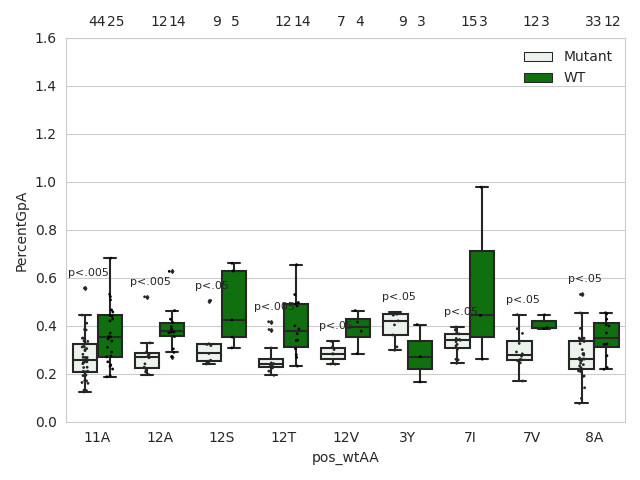 44 25 12 14 9 5 12 14 7 4 9 3 15 3 12 3 33 12
1.6
Mutant
WT
1.4
1.2
1.0
0.8
0.6
0.4
0.2
0.0
PercentGpA
p<.005 p<.005 p<.05 p<.005 p<.05 p<.05 p<.05 p<.05 p<.05
11A 12A 12S 12T 12V 3Y 7I 7V 8A
pos_wtAA